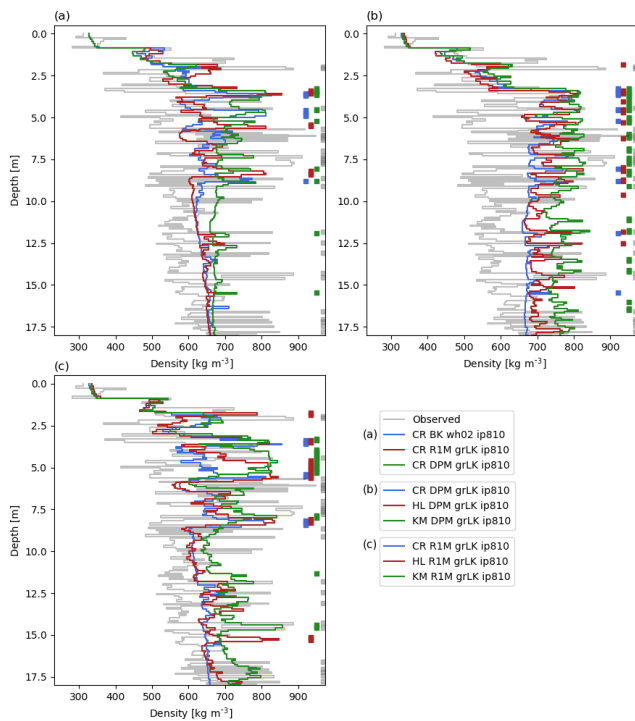 (a)
(b)
0.0
2.5
5.0
7.5
10.0
12.5
15.0
17.5
Depth [m]
300 400 500 600 700 800 900
Density [kg m⁻³]
0.0
2.5
5.0
7.5
10.0
12.5
15.0
17.5
Depth [m]
300 400 500 600 700 800 900
Density [kg m⁻³]
(c)
0.0
2.5
5.0
7.5
10.0
12.5
15.0
17.5
Depth [m]
300 400 500 600 700 800 900
Density [kg m⁻³]
(a)
Observed
CR BK wh02 ip810
CR R1M grLK ip810
CR DPM grLK ip810
(b)
CR DPM grLK ip810
HL DPM grLK ip810
KM DPM grLK ip810
(c)
CR R1M grLK ip810
HL R1M grLK ip810
KM R1M grLK ip810